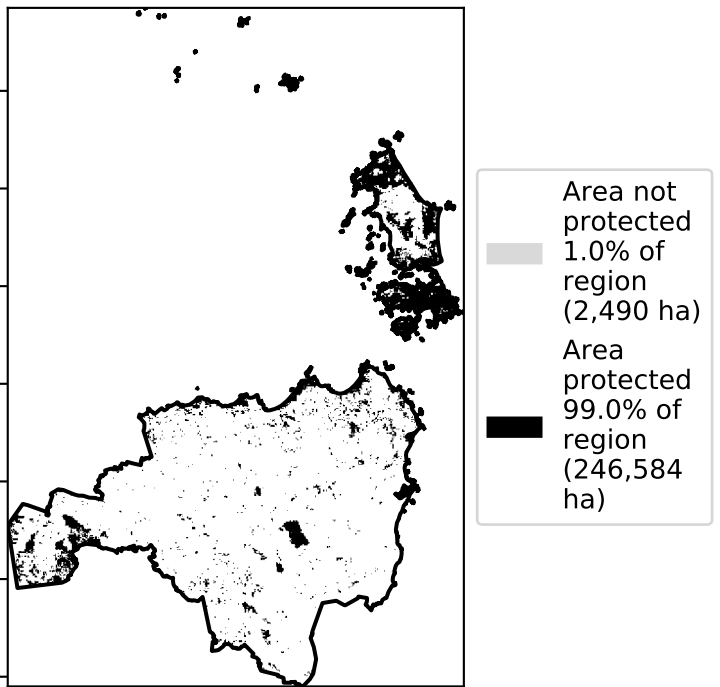 Area not
protected
1.0% of
region
(2,490 ha)
Area
protected
99.0% of
region
(246,584
ha)